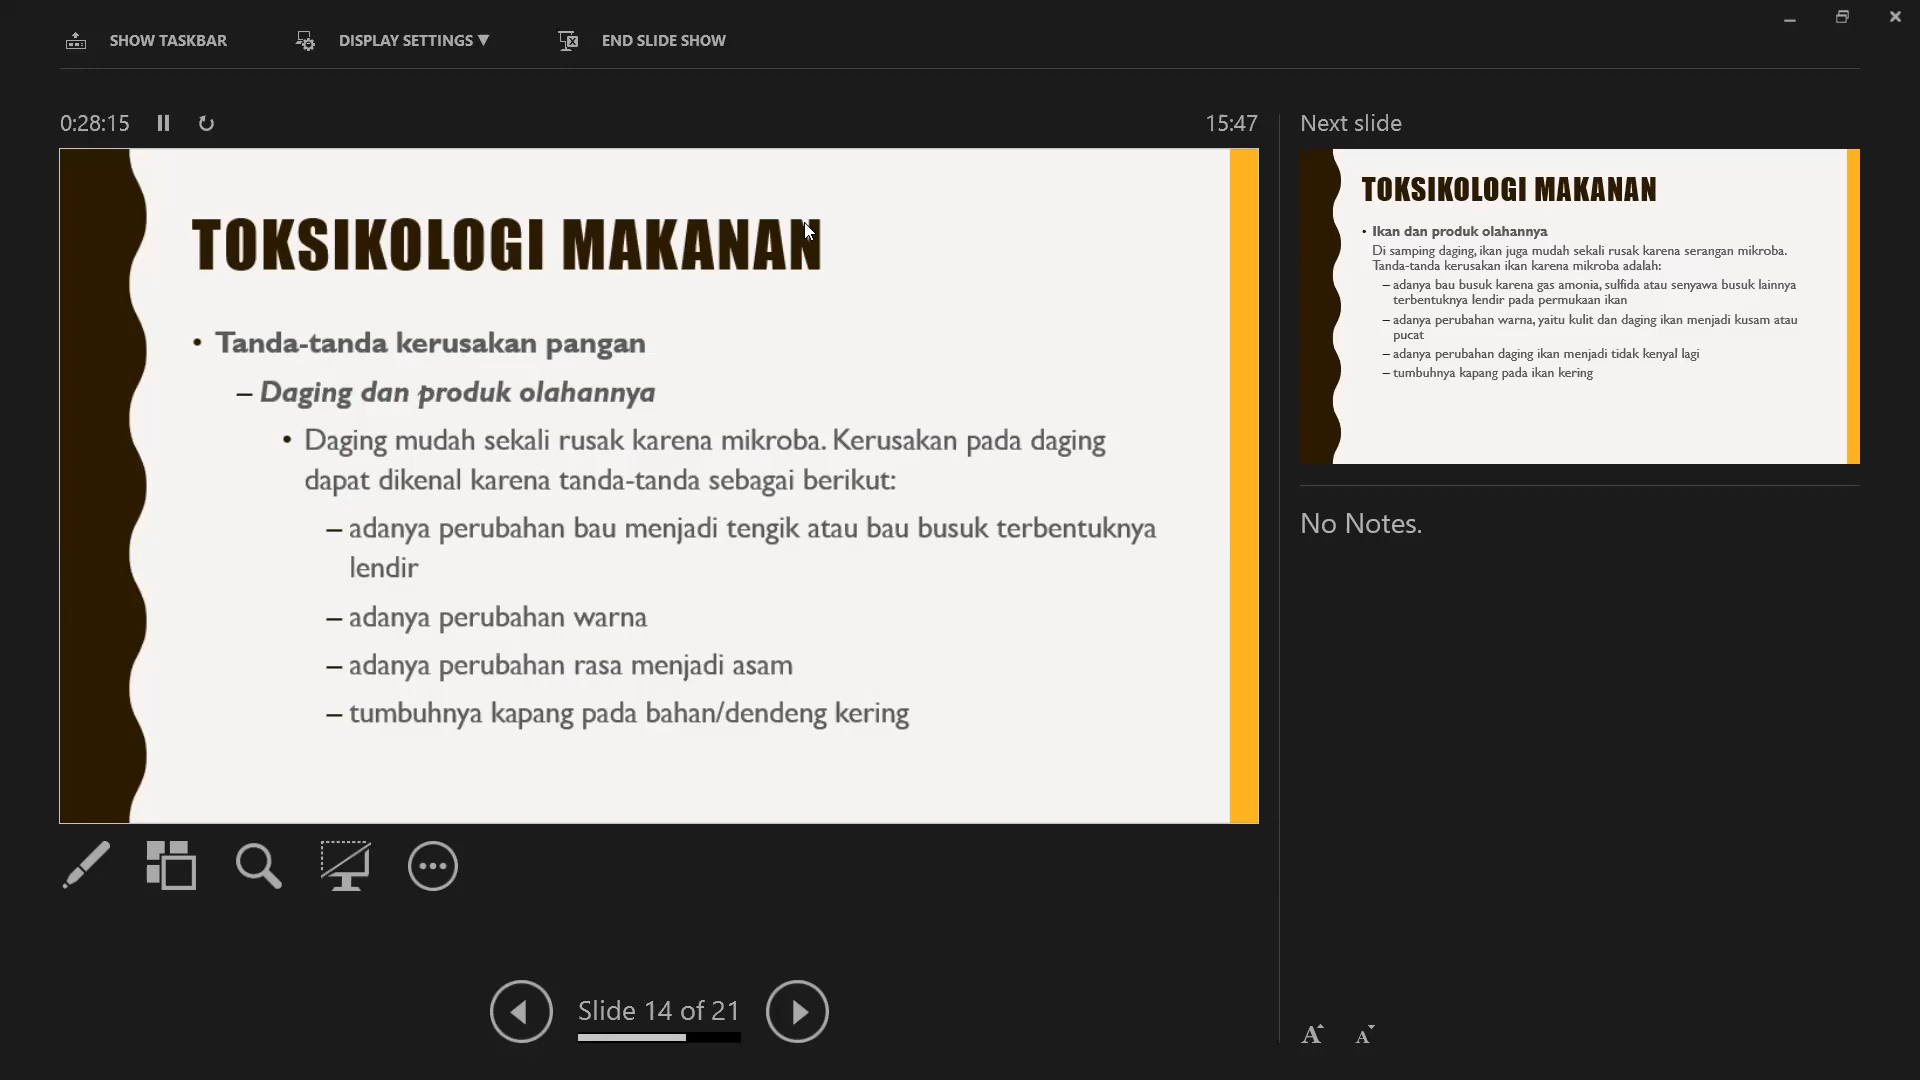 SHOW TASKBAR
DISPLAY SETTINGS ▼
END SLIDE SHOW
0:28:15
15:47
TOKSIKOLOGI MAKANAN
• Tanda-tanda kerusakan pangan
– Daging dan produk olahannya
• Daging mudah sekali rusak karena mikroba. Kerusakan pada daging
dapat dikenal karena tanda-tanda sebagai berikut:
– adanya perubahan bau menjadi tengik atau bau busuk terbentuknya
lendir
– adanya perubahan warna
– adanya perubahan rasa menjadi asam
– tumbuhnya kapang pada bahan/dendeng kering
Slide 14 of 21
Next slide
TOKSIKOLOGI MAKANAN
• Ikan dan produk olahannya
Di samping daging, ikan juga mudah sekali rusak karena serangan mikroba.
Tanda-tanda kerusakan ikan karena mikroba adalah:
– adanya bau busuk karena gas amonia, sulfida atau senyawa busuk lainnya
terbentuknya lendir pada permukaan ikan
– adanya perubahan warna, yaitu kulit dan daging ikan menjadi kusam atau
pucat
– adanya perubahan daging ikan menjadi tidak kenyal lagi
– tumbuhnya kapang pada ikan kering
No Notes.
A A